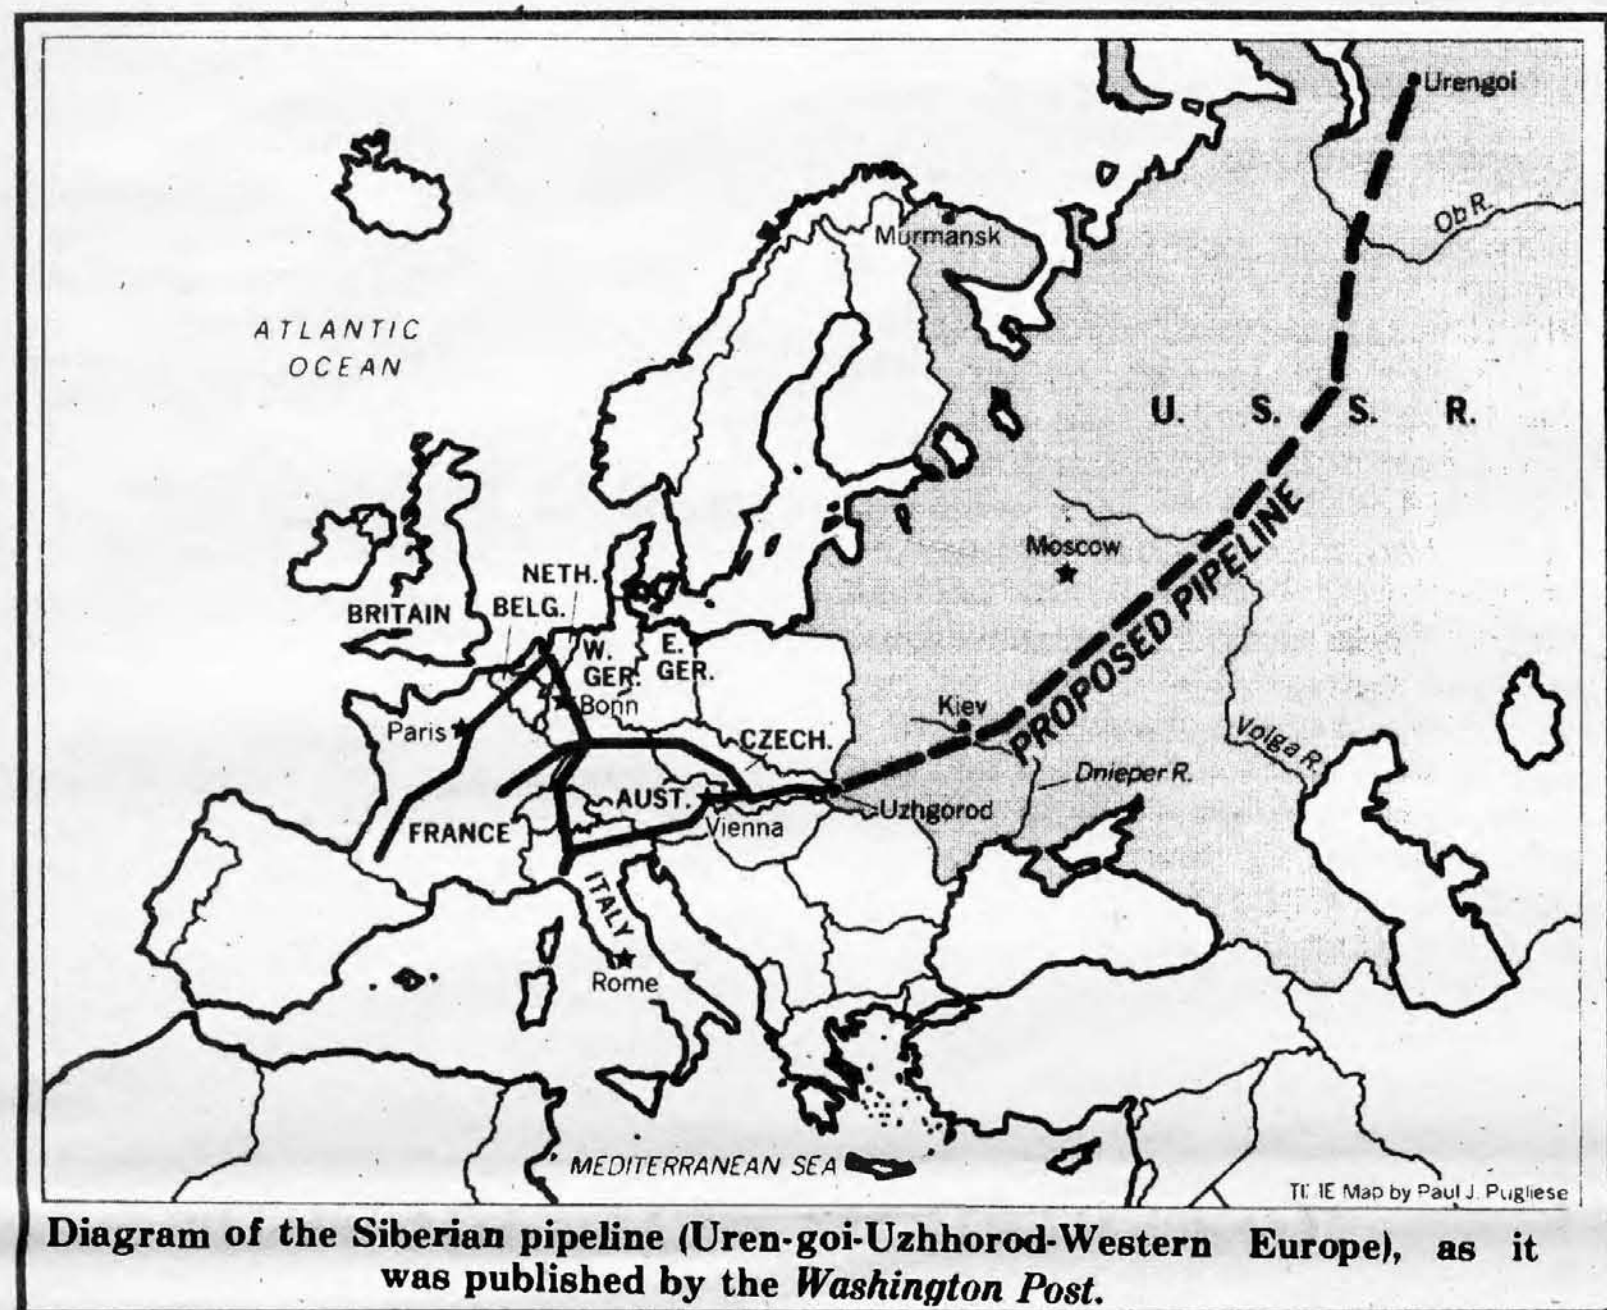 Urengoi
Ob R.
Murmansk
ATLANTIC
OCEAN
U. S. S. R.
Moscow
PROPOSED PIPELINE
NETH.
BELG.
BRITAIN
W.
GER.
E.
GER.
Bonn
Paris
Kiev
CZECH.
Volga R.
Dnieper R.
AUST.
Uzhgorod
Vienna
FRANCE
ITALY
Rome
MEDITERRANEAN SEA
Map by Paul J. Pugliese
Diagram of the Siberian pipeline (Uren-goi-Uzhhorod-Western Europe), as it
was published by the Washington Post.